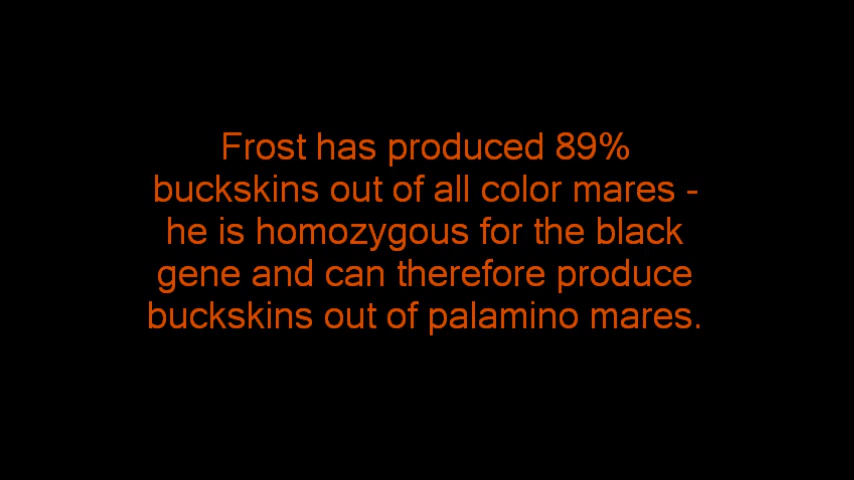 Frost has produced 89%
buckskins out of all color mares -
he is homozygous for the black
gene and can therefore produce
buckskins out of palamino mares.